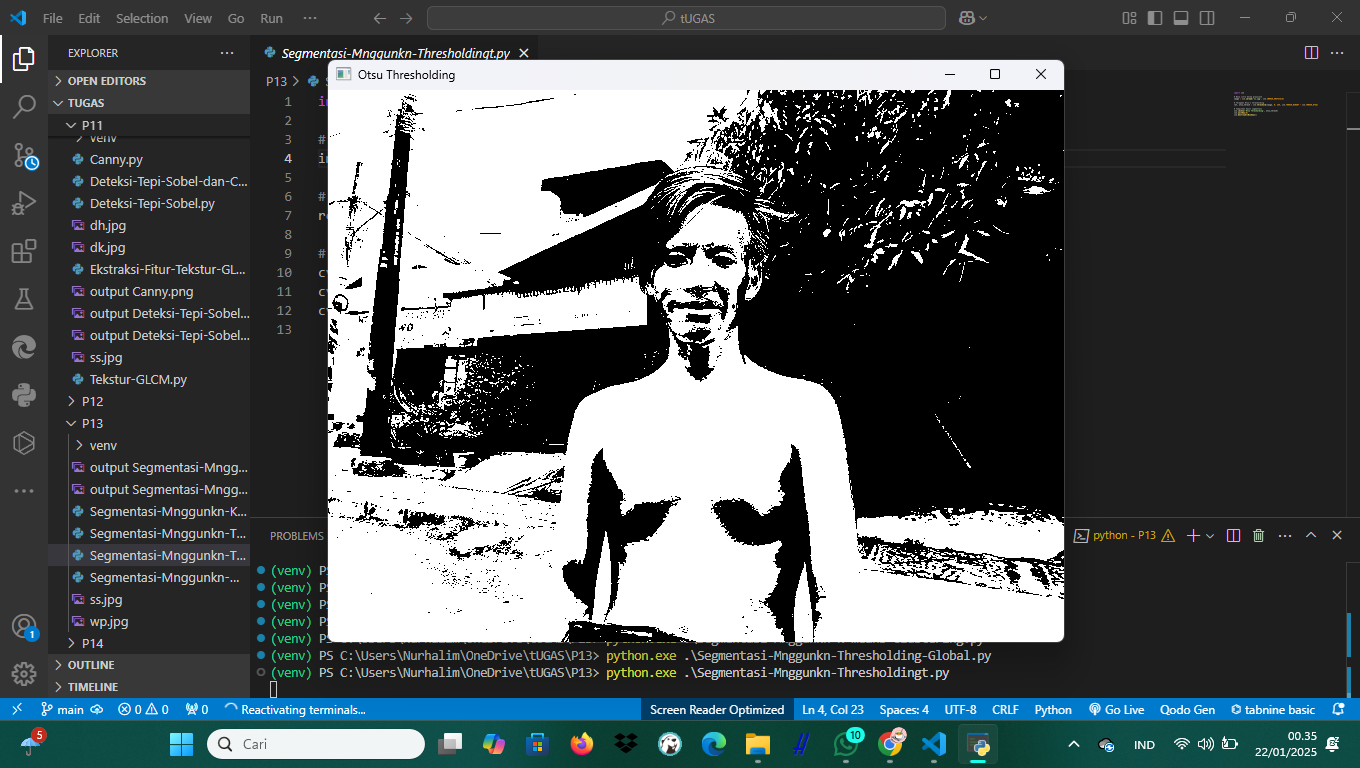 File Edit Selection View Go Run ··· tUGAS
EXPLORER ···
Segmentasi-Mnggunkn-Thresholdingt.py
OPEN EDITORS
P13
TUGAS
Otsu Thresholding
P11
venv
Canny.py
Deteksi-Tepi-Sobel-dan-C...
Deteksi-Tepi-Sobel.py
dh.jpg
dk.jpg
Ekstraksi-Fitur-Tekstur-GL...
output Canny.png
output Deteksi-Tepi-Sobel...
output Deteksi-Tepi-Sobel...
ss.jpg
Tekstur-GLCM.py
P12
P13
venv
output Segmentasi-Mngg...
output Segmentasi-Mngg...
Segmentasi-Mnggunkn-K...
Segmentasi-Mnggunkn-T...
Segmentasi-Mnggunkn-T...
Segmentasi-Mnggunkn-...
ss.jpg
wp.jpg
P14
OUTLINE
TIMELINE
1
2
3 #
4
5
6 #
7
8
9 #
10
11
12
13
PROBLEMS
python - P13
(venv) PS
(venv) PS
(venv) PS
(venv) PS
(venv) PS
(venv) PS C:\Users\Nurhalim\OneDrive\tUGAS\P13> python.exe .\Segmentasi-Mnggunkn-Thresholding-Global.py
(venv) PS C:\Users\Nurhalim\OneDrive\tUGAS\P13> python.exe .\Segmentasi-Mnggunkn-Thresholdingt.py
1
main 0 0 0 Reactivating terminals... Screen Reader Optimized Ln 4, Col 23 Spaces: 4 UTF-8 CRLF Python Go Live Qodo Gen tabnine basic
5 Cari 10 IND 00.35
22/01/2025